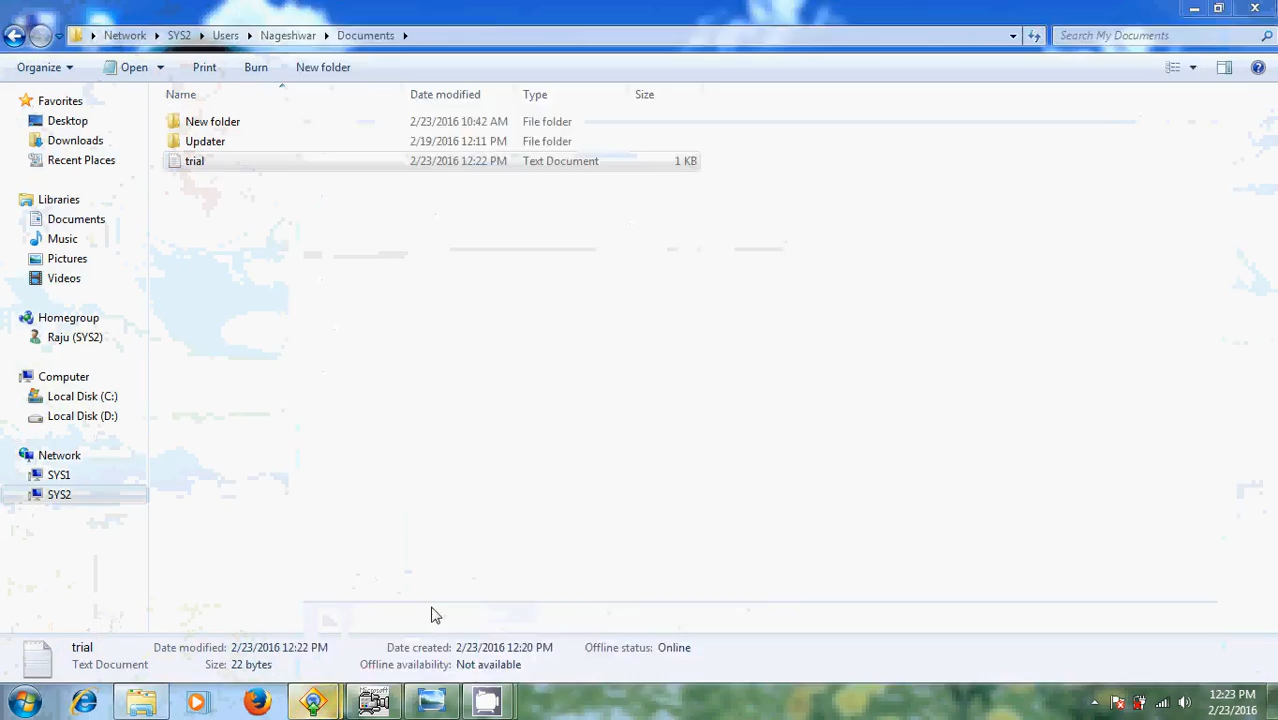 Network SYS2 Users Nageshwar Documents
Search My Documents
Organize Open Print Burn New folder
Name Date modified Type Size
Favorites
Desktop
Downloads
Recent Places
Libraries
Documents
Music
Pictures
Videos
Homegroup
Raju (SYS2)
Computer
Local Disk (C:)
Local Disk (D:)
Network
SYS1
SYS2
New folder 2/23/2016 10:42 AM File folder
Updater 2/19/2016 12:11 PM File folder
trial 2/23/2016 12:22 PM Text Document 1 KB
trial Date modified: 2/23/2016 12:22 PM Date created: 2/23/2016 12:20 PM Offline status: Online
Text Document Size: 22 bytes Offline availability: Not available
12:23 PM
2/23/2016